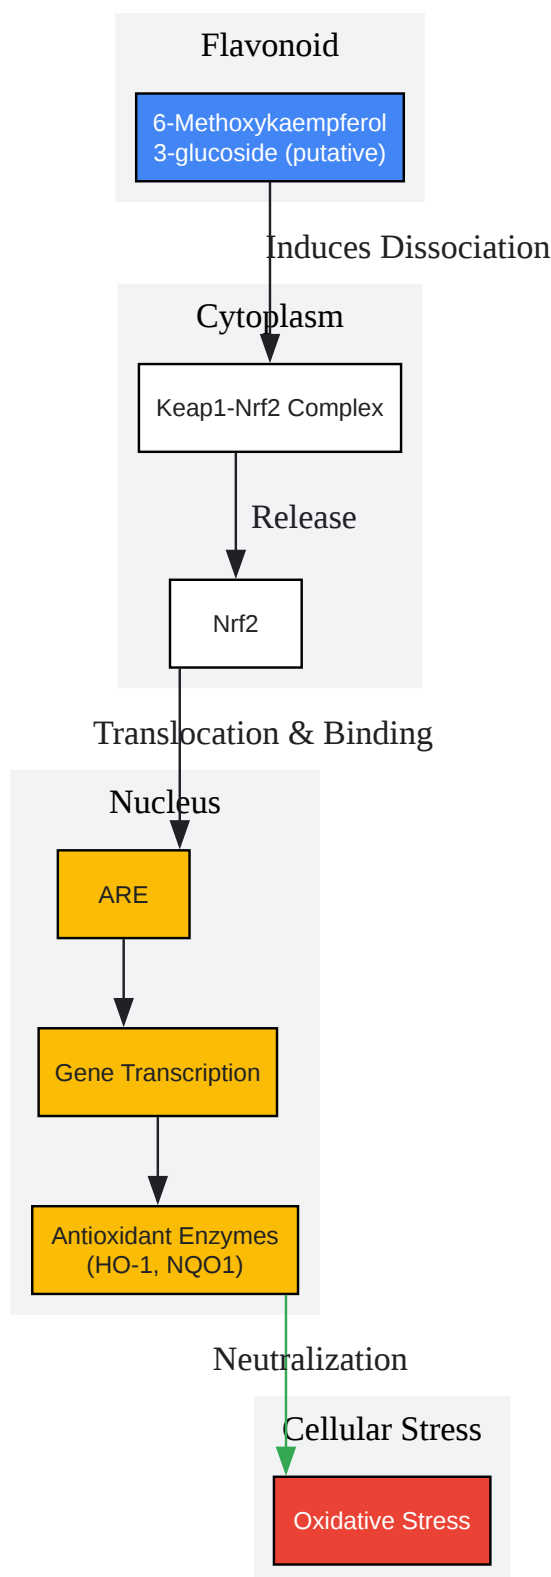 Flavonoid
6-Methoxykaempferol
3-glucoside (putative)
Induces Dissociation
Cytoplasm
Keap1-Nrf2 Complex
Release
Nrf2
Translocation & Binding
Nucleus
ARE
Gene Transcription
Antioxidant Enzymes
(HO-1, NQO1)
Neutralization
Cellular Stress
Oxidative Stress